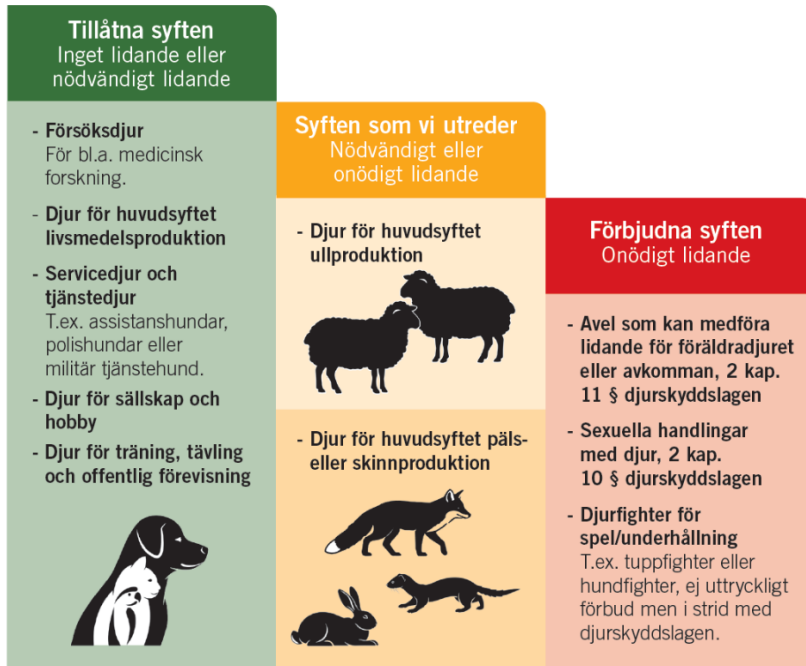 Tillåtna syften
Inget lidande eller
nödvändigt lidande
- Försöksdjur
För bl.a. medicinsk
forskning.
- Djur för huvudsyftet
livsmedelsproduktion
- Servicedjur och
tjänstedjur
T.ex. assistanshundar,
polishundar eller
militär tjänstehund.
- Djur för sällskap och
hobby
- Djur för träning, tävling
och offentlig förevisning
Syften som vi utreder
Nödvändigt eller
onödigt lidande
- Djur för huvudsyftet
ullproduktion
- Djur för huvudsyftet päls-
eller skinnproduktion
Förbjudna syften
Onödigt lidande
- Avel som kan medföra
lidande för föräldradjuret
eller avkomman, 2 kap.
11 § djurskyddslagen
- Sexuella handlingar
med djur, 2 kap.
10 § djurskyddslagen
- Djurfighter för
spel/underhållning
T.ex. tuppfighter eller
hundfighter, ej uttryckligt
förbud men i strid med
djurskyddslagen.